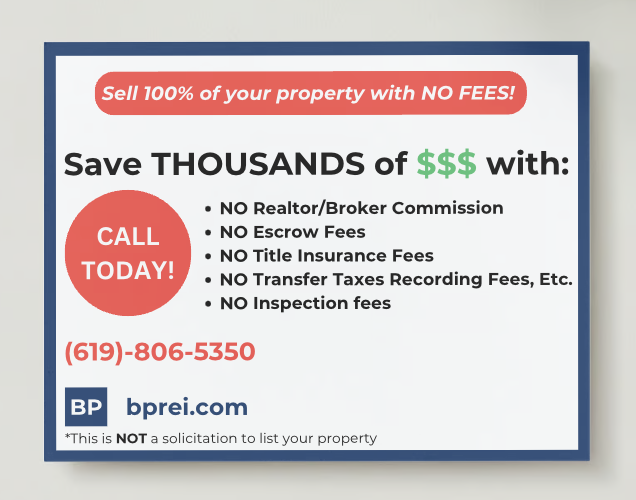 Sell 100% of your property with NO FEES!
Save THOUSANDS of $$$ with:
CALL
TODAY!
• NO Realtor/Broker Commission
• NO Escrow Fees
• NO Title Insurance Fees
• NO Transfer Taxes Recording Fees, Etc.
• NO Inspection fees
(619)-806-5350
BP bprei.com
*This is NOT a solicitation to list your property